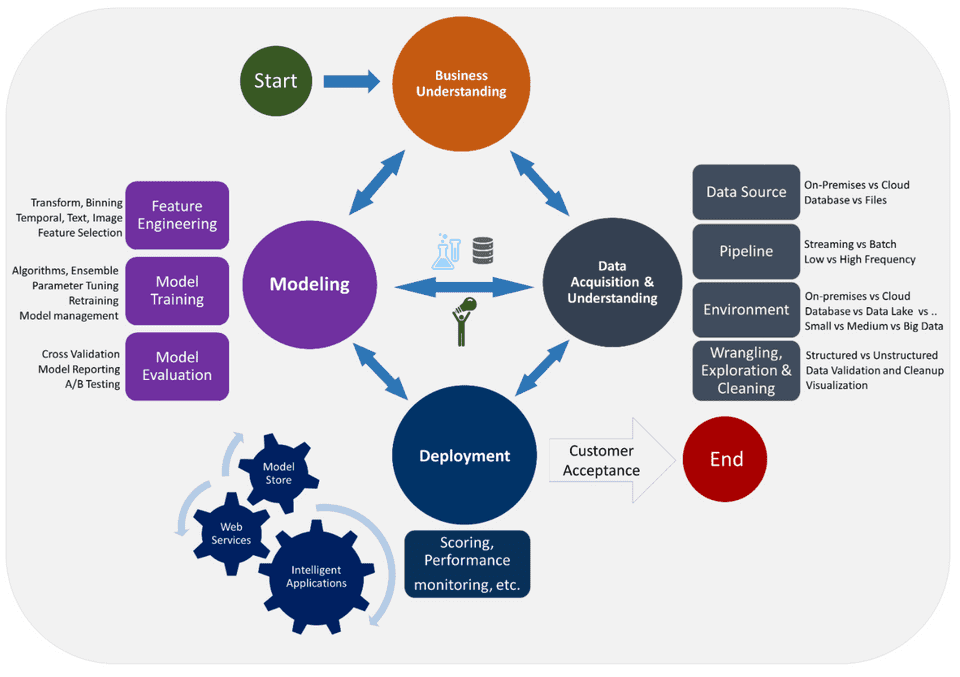 Start
Business
Understanding
Transform, Binning
Temporal, Text, Image
Feature Selection
Feature
Engineering
Algorithms, Ensemble
Parameter Tuning
Retraining
Model management
Model
Training
Cross Validation
Model Reporting
A/B Testing
Model
Evaluation
Modeling
Data
Acquisition &
Understanding
Data Source
On-Premises vs Cloud
Database vs Files
Pipeline
Streaming vs Batch
Low vs High Frequency
Environment
On-premises vs Cloud
Database vs Data Lake vs ..
Small vs Medium vs Big Data
Wrangling,
Exploration &
Cleaning
Structured vs Unstructured
Data Validation and Cleanup
Visualization
Deployment
Customer
Acceptance
End
Scoring,
Performance
monitoring, etc.
Model
Store
Web
Services
Intelligent
Applications